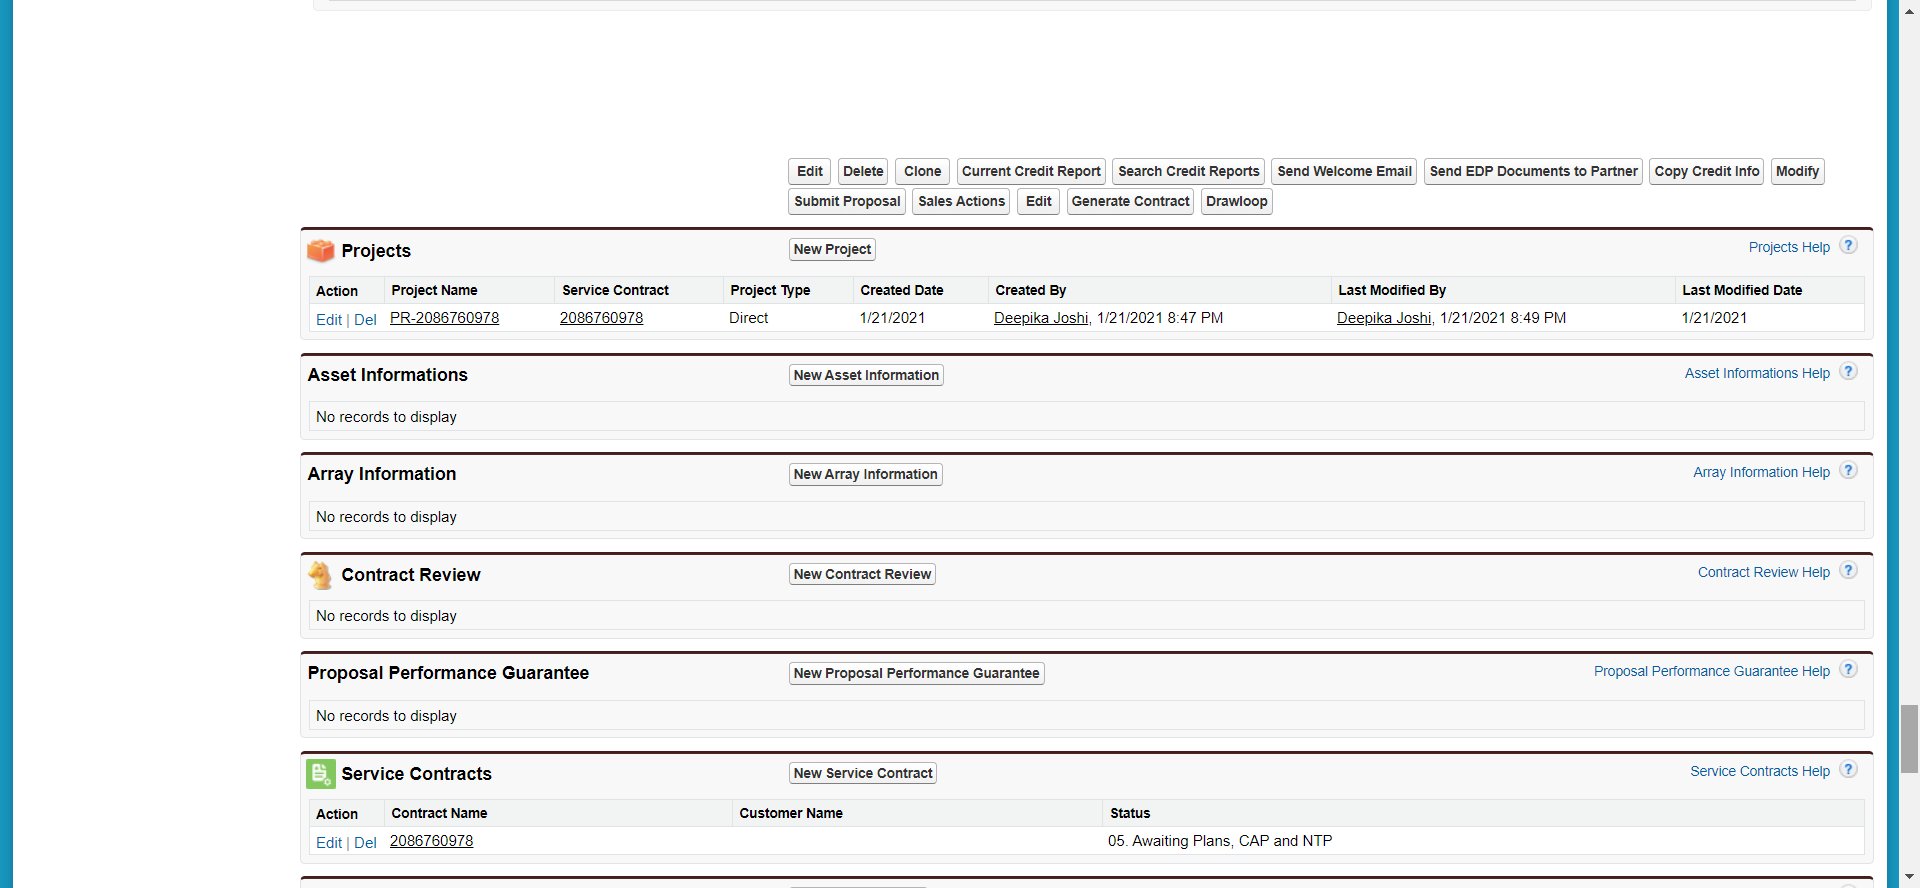 Edit Delete Clone Current Credit Report Search Credit Reports Send Welcome Email Send EDP Documents to Partner Copy Credit Info Modify
Submit Proposal Sales Actions Edit Generate Contract Drawloop
Projects New Project Projects Help ?
Action Project Name Service Contract Project Type Created Date Created By Last Modified By Last Modified Date
Edit | Del PR-2086760978 2086760978 Direct 1/21/2021 Deepika Joshi, 1/21/2021 8:47 PM Deepika Joshi, 1/21/2021 8:49 PM 1/21/2021
Asset Informations New Asset Information Asset Informations Help ?
No records to display
Array Information New Array Information Array Information Help ?
No records to display
Contract Review New Contract Review Contract Review Help ?
No records to display
Proposal Performance Guarantee New Proposal Performance Guarantee Proposal Performance Guarantee Help ?
No records to display
Service Contracts New Service Contract Service Contracts Help ?
Action Contract Name Customer Name Status
Edit | Del 2086760978 05. Awaiting Plans, CAP and NTP